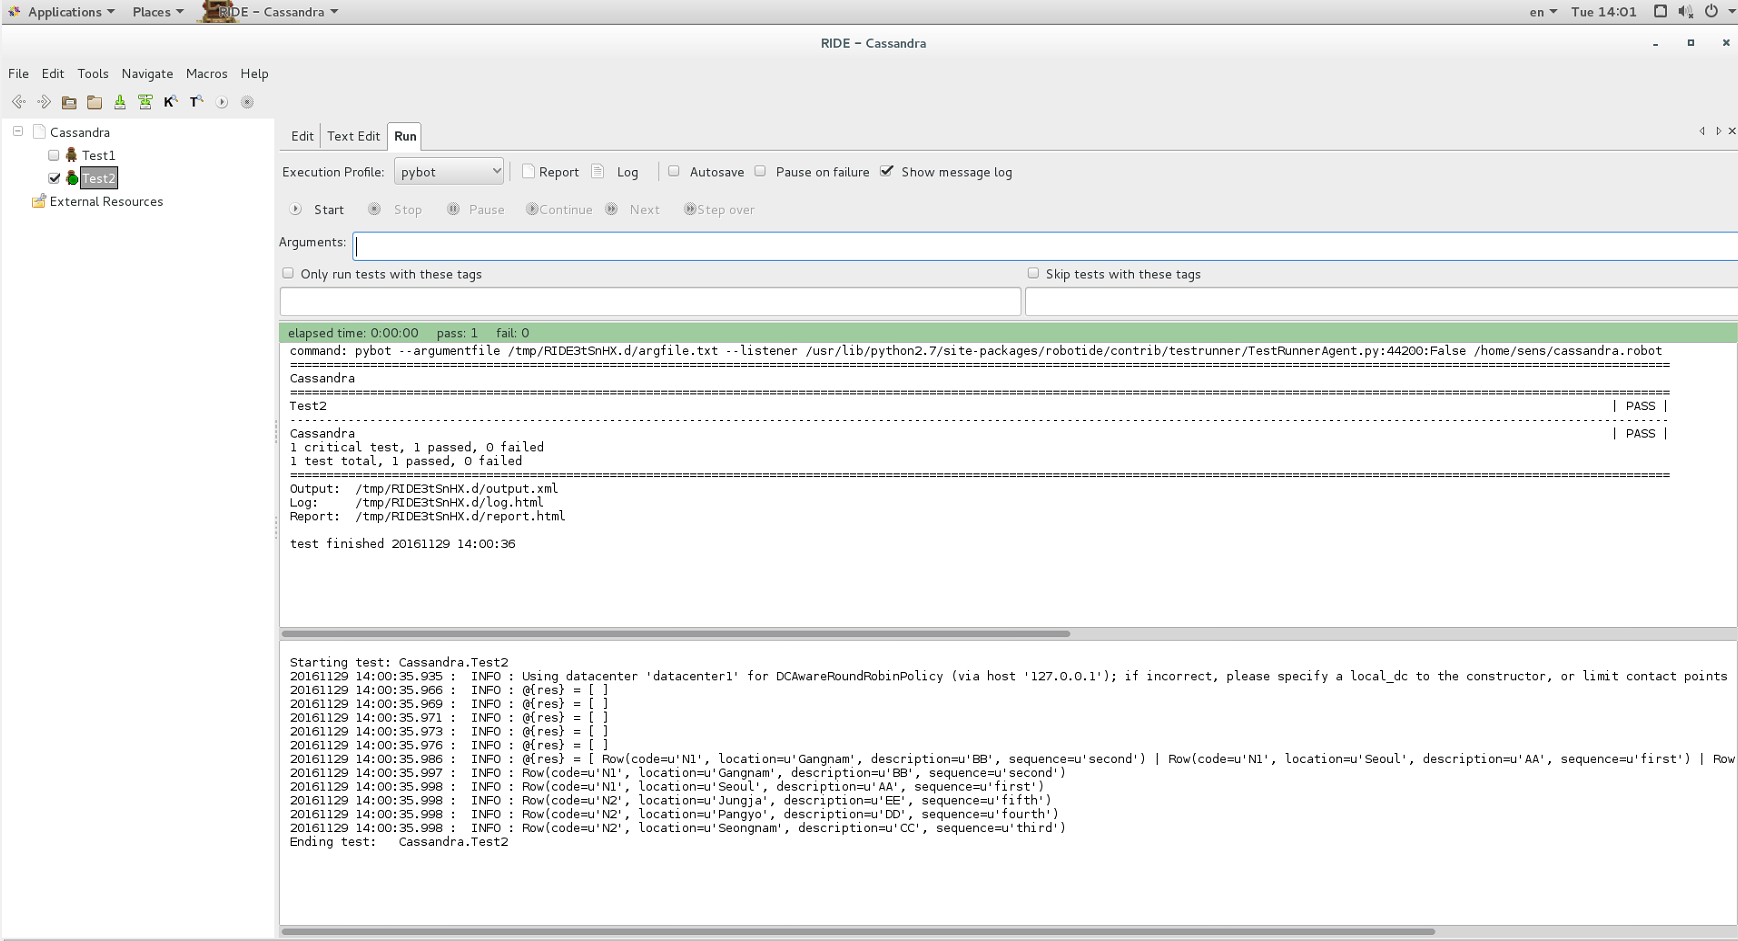 Applications Places RIDE - Cassandra en Tue 14:01
RIDE - Cassandra
File Edit Tools Navigate Macros Help
K T
Cassandra
Test1
Test2
External Resources
Edit Text Edit Run
Execution Profile: pybot Report Log Autosave Pause on failure Show message log
Start Stop Pause Continue Next Step over
Arguments:
Only run tests with these tags Skip tests with these tags
elapsed time: 0:00:00 pass: 1 fail: 0
command: pybot --argumentfile /tmp/RIDE3tSnHX.d/argfile.txt --listener /usr/lib/python2.7/site-packages/robotide/contrib/testrunner/TestRunnerAgent.py:44200:False /home/sens/cassandra.robot
==============================================================================
Cassandra
==============================================================================
Test2 | PASS |
------------------------------------------------------------------------------
Cassandra | PASS |
1 critical test, 1 passed, 0 failed
1 test total, 1 passed, 0 failed
==============================================================================
Output: /tmp/RIDE3tSnHX.d/output.xml
Log: /tmp/RIDE3tSnHX.d/log.html
Report: /tmp/RIDE3tSnHX.d/report.html
test finished 20161129 14:00:36
Starting test: Cassandra.Test2
20161129 14:00:35.935 : INFO : Using datacenter 'datacenter1' for DCAwareRoundRobinPolicy (via host '127.0.0.1'); if incorrect, please specify a local_dc to the constructor, or limit contact points
20161129 14:00:35.966 : INFO : @{res} = [ ]
20161129 14:00:35.969 : INFO : @{res} = [ ]
20161129 14:00:35.971 : INFO : @{res} = [ ]
20161129 14:00:35.973 : INFO : @{res} = [ ]
20161129 14:00:35.976 : INFO : @{res} = [ ]
20161129 14:00:35.986 : INFO : @{res} = [ Row(code=u'N1', location=u'Gangnam', description=u'BB', sequence=u'second') | Row(code=u'N1', location=u'Seoul', description=u'AA', sequence=u'first') | Row
20161129 14:00:35.997 : INFO : Row(code=u'N1', location=u'Gangnam', description=u'BB', sequence=u'second')
20161129 14:00:35.998 : INFO : Row(code=u'N1', location=u'Seoul', description=u'AA', sequence=u'first')
20161129 14:00:35.998 : INFO : Row(code=u'N2', location=u'Jungja', description=u'EE', sequence=u'fifth')
20161129 14:00:35.998 : INFO : Row(code=u'N2', location=u'Pangyo', description=u'DD', sequence=u'fourth')
20161129 14:00:35.998 : INFO : Row(code=u'N2', location=u'Seongnam', description=u'CC', sequence=u'third')
Ending test: Cassandra.Test2